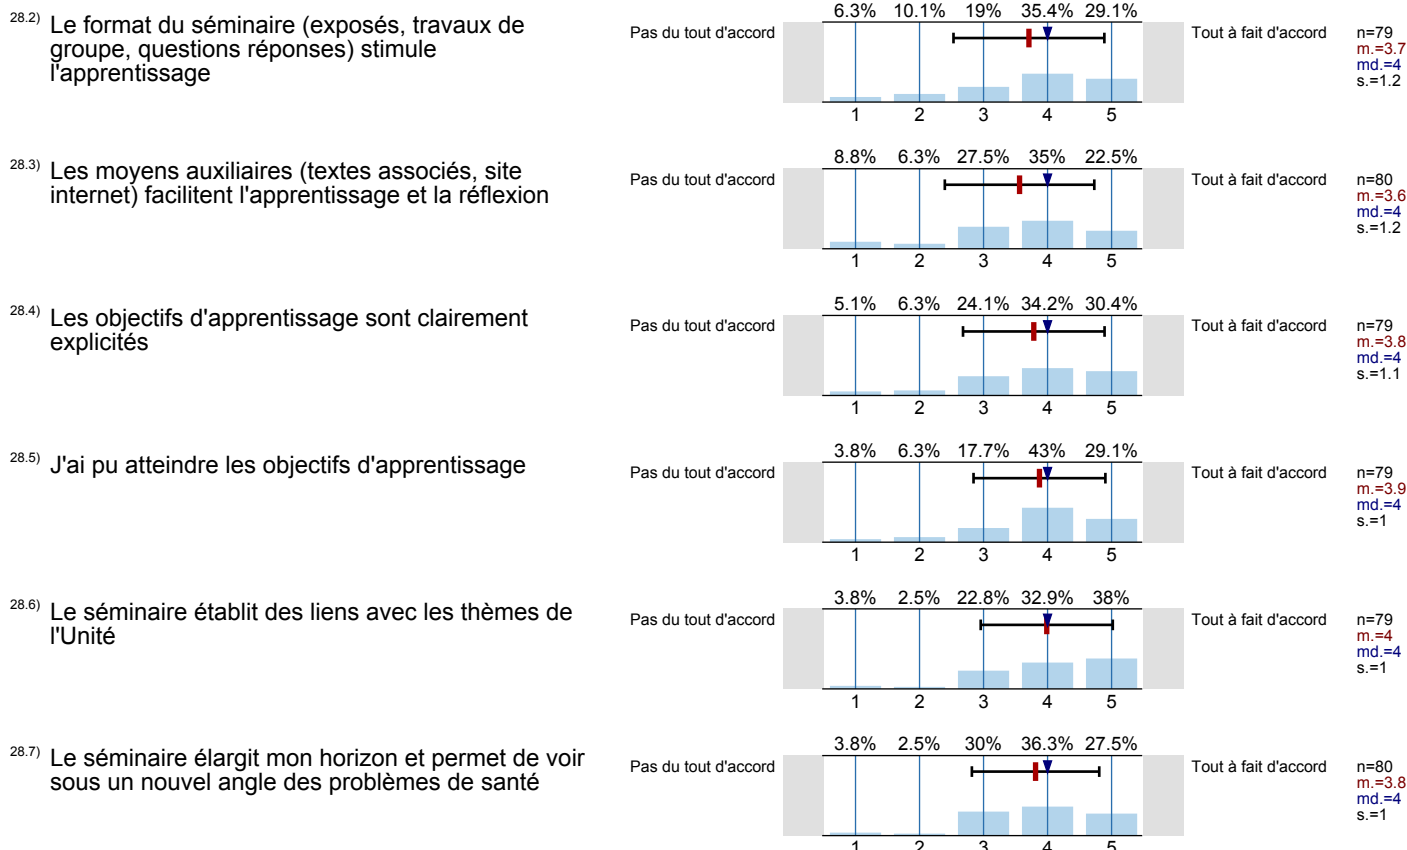 28.2) Le format du séminaire (exposés, travaux de
groupe, questions réponses) stimule
l'apprentissage
Pas du tout d'accord
6.3% 10.1% 19% 35.4% 29.1%
1 2 3 4 5
Tout à fait d'accord
n=79
m.=3.7
md.=4
s.=1.2
28.3) Les moyens auxiliaires (textes associés, site
internet) facilitent l'apprentissage et la réflexion
Pas du tout d'accord
8.8% 6.3% 27.5% 35% 22.5%
1 2 3 4 5
Tout à fait d'accord
n=80
m.=3.6
md.=4
s.=1.2
28.4) Les objectifs d'apprentissage sont clairement
explicités
Pas du tout d'accord
5.1% 6.3% 24.1% 34.2% 30.4%
1 2 3 4 5
Tout à fait d'accord
n=79
m.=3.8
md.=4
s.=1.1
28.5) J'ai pu atteindre les objectifs d'apprentissage
Pas du tout d'accord
3.8% 6.3% 17.7% 43% 29.1%
1 2 3 4 5
Tout à fait d'accord
n=79
m.=3.9
md.=4
s.=1
28.6) Le séminaire établit des liens avec les thèmes de
l'Unité
Pas du tout d'accord
3.8% 2.5% 22.8% 32.9% 38%
1 2 3 4 5
Tout à fait d'accord
n=79
m.=4
md.=4
s.=1
28.7) Le séminaire élargit mon horizon et permet de voir
sous un nouvel angle des problèmes de santé
Pas du tout d'accord
3.8% 2.5% 30% 36.3% 27.5%
1 2 3 4 5
Tout à fait d'accord
n=80
m.=3.8
md.=4
s.=1